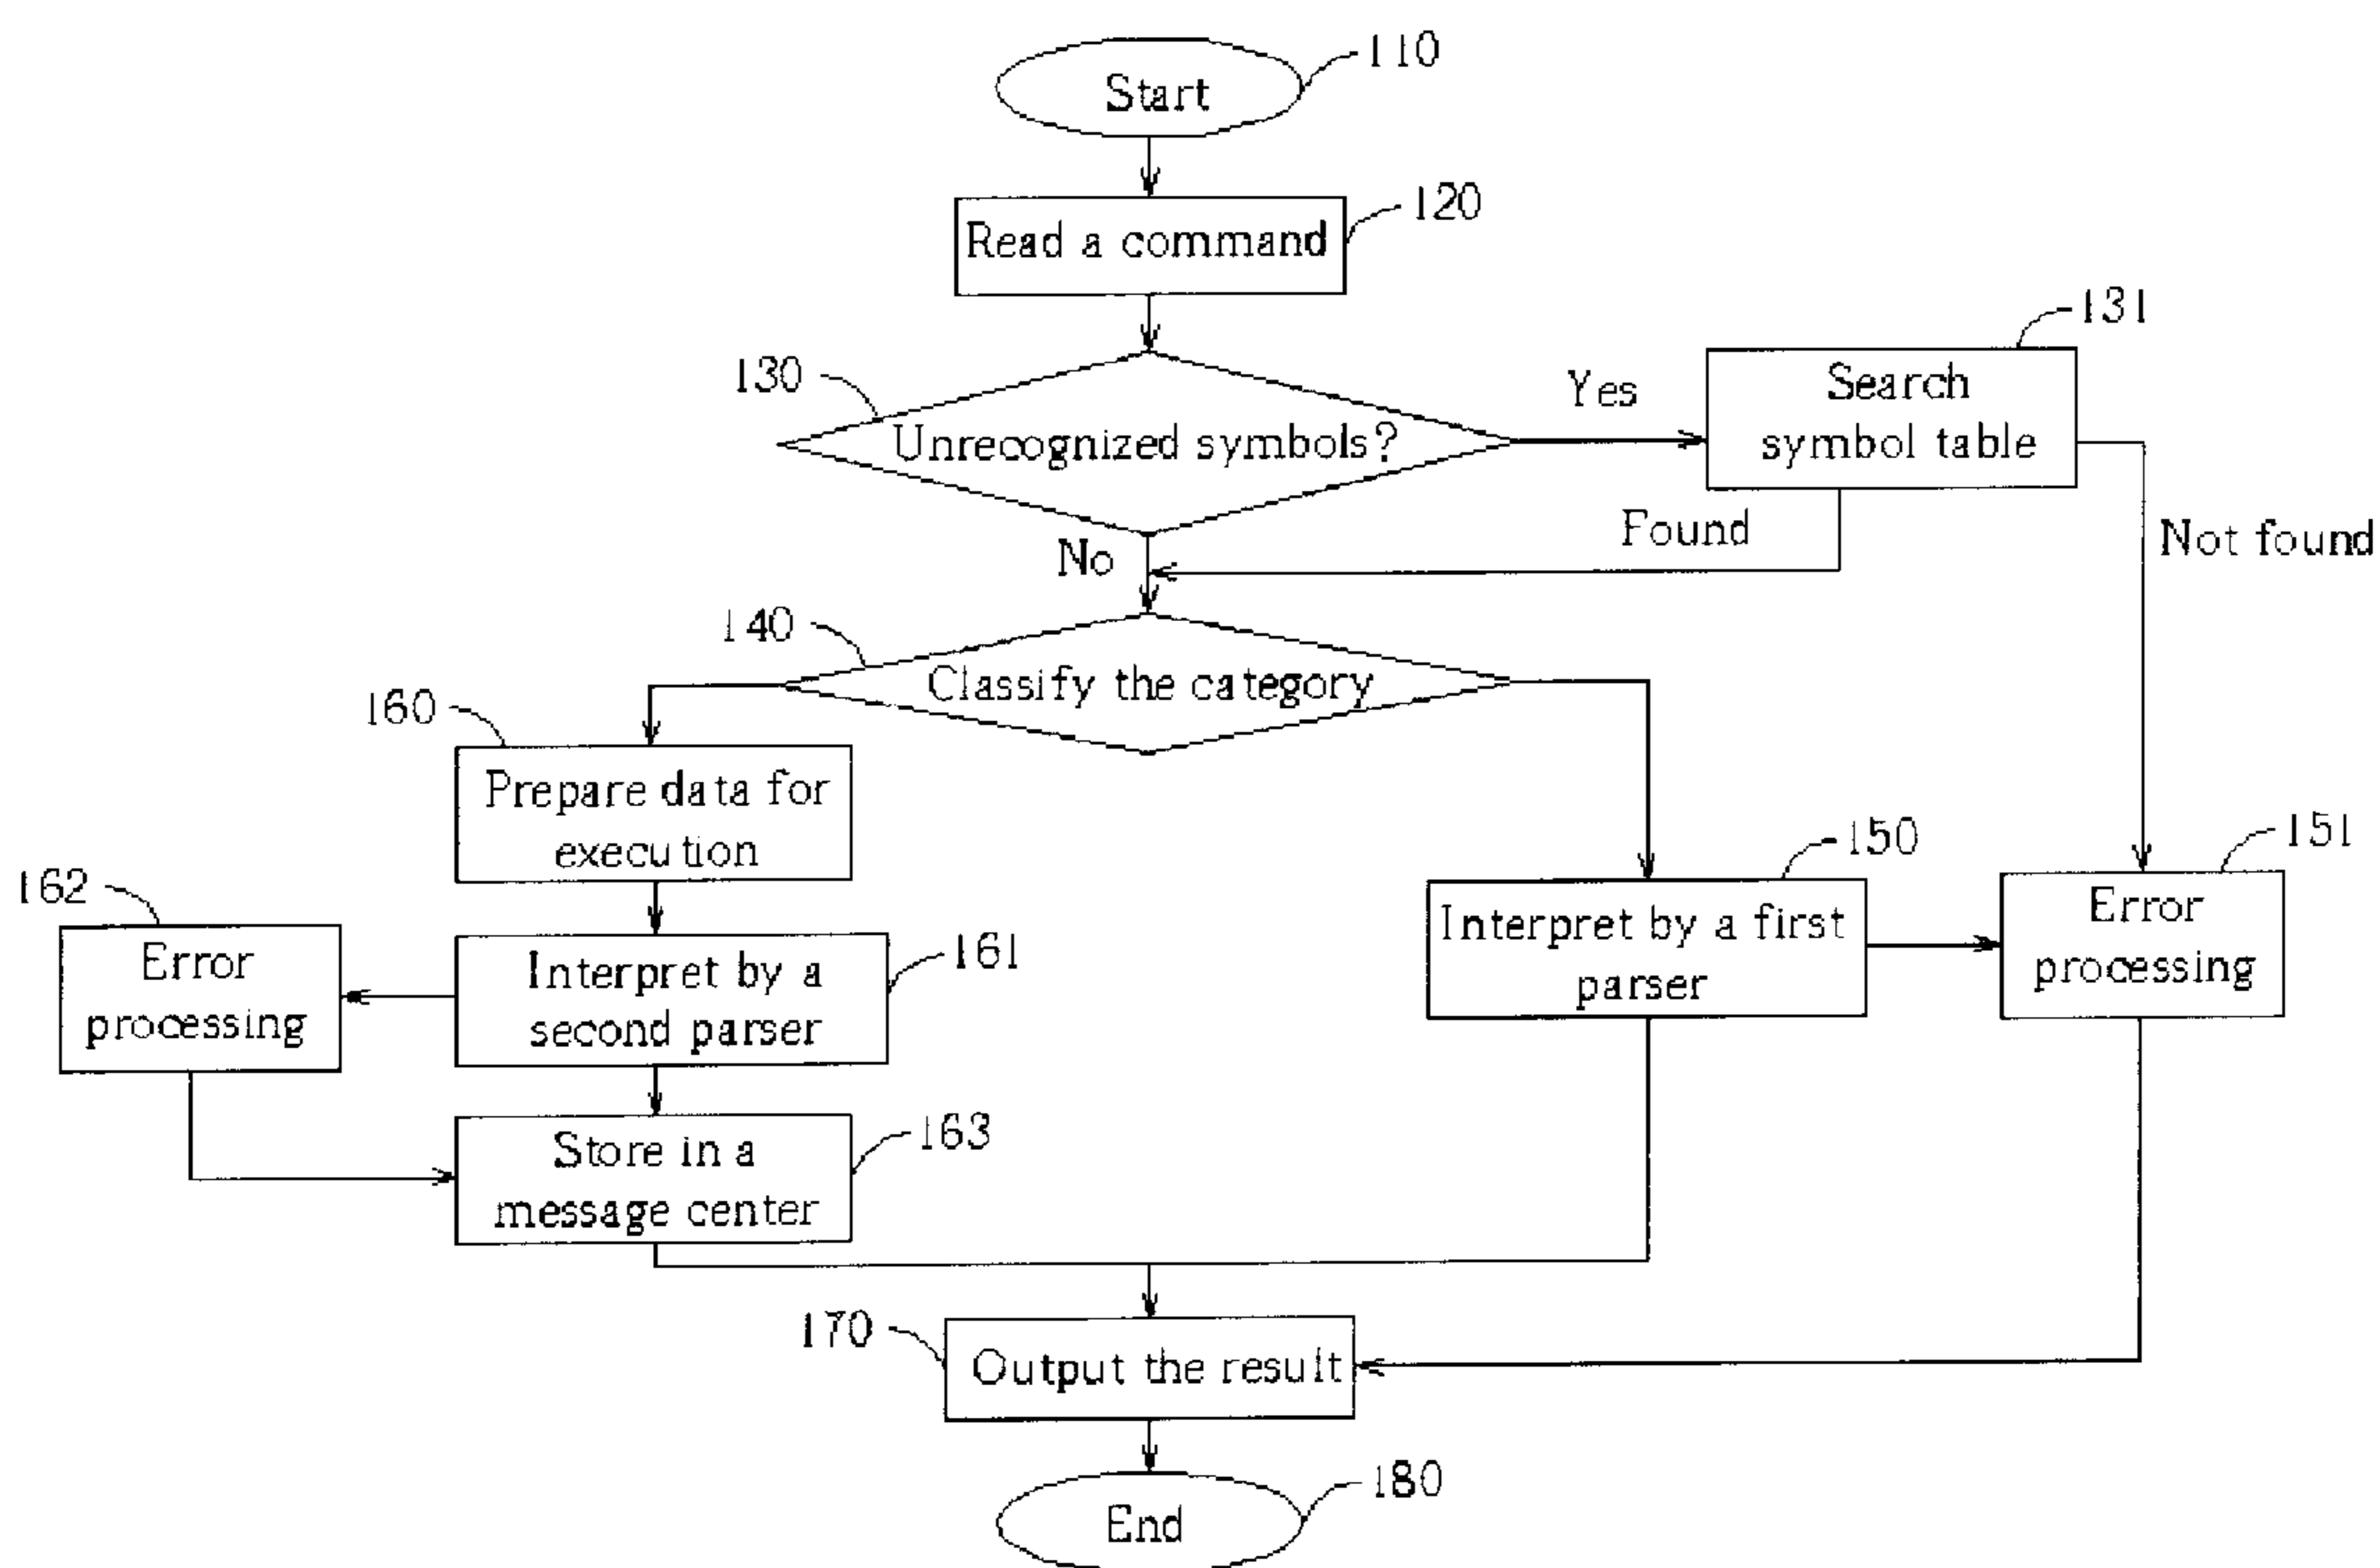 110
Start
120
Read a command
131
130
Yes
Search
symbol table
Unrecognized symbols?
Found
Not found
No
140
Classify the category
160
Prepare data for
execution
150
151
162
Error
processing
Interpret by a
second parser
161
Interpret by a first
parser
Error
processing
Store in a
message center
163
170
Output the result
180
End